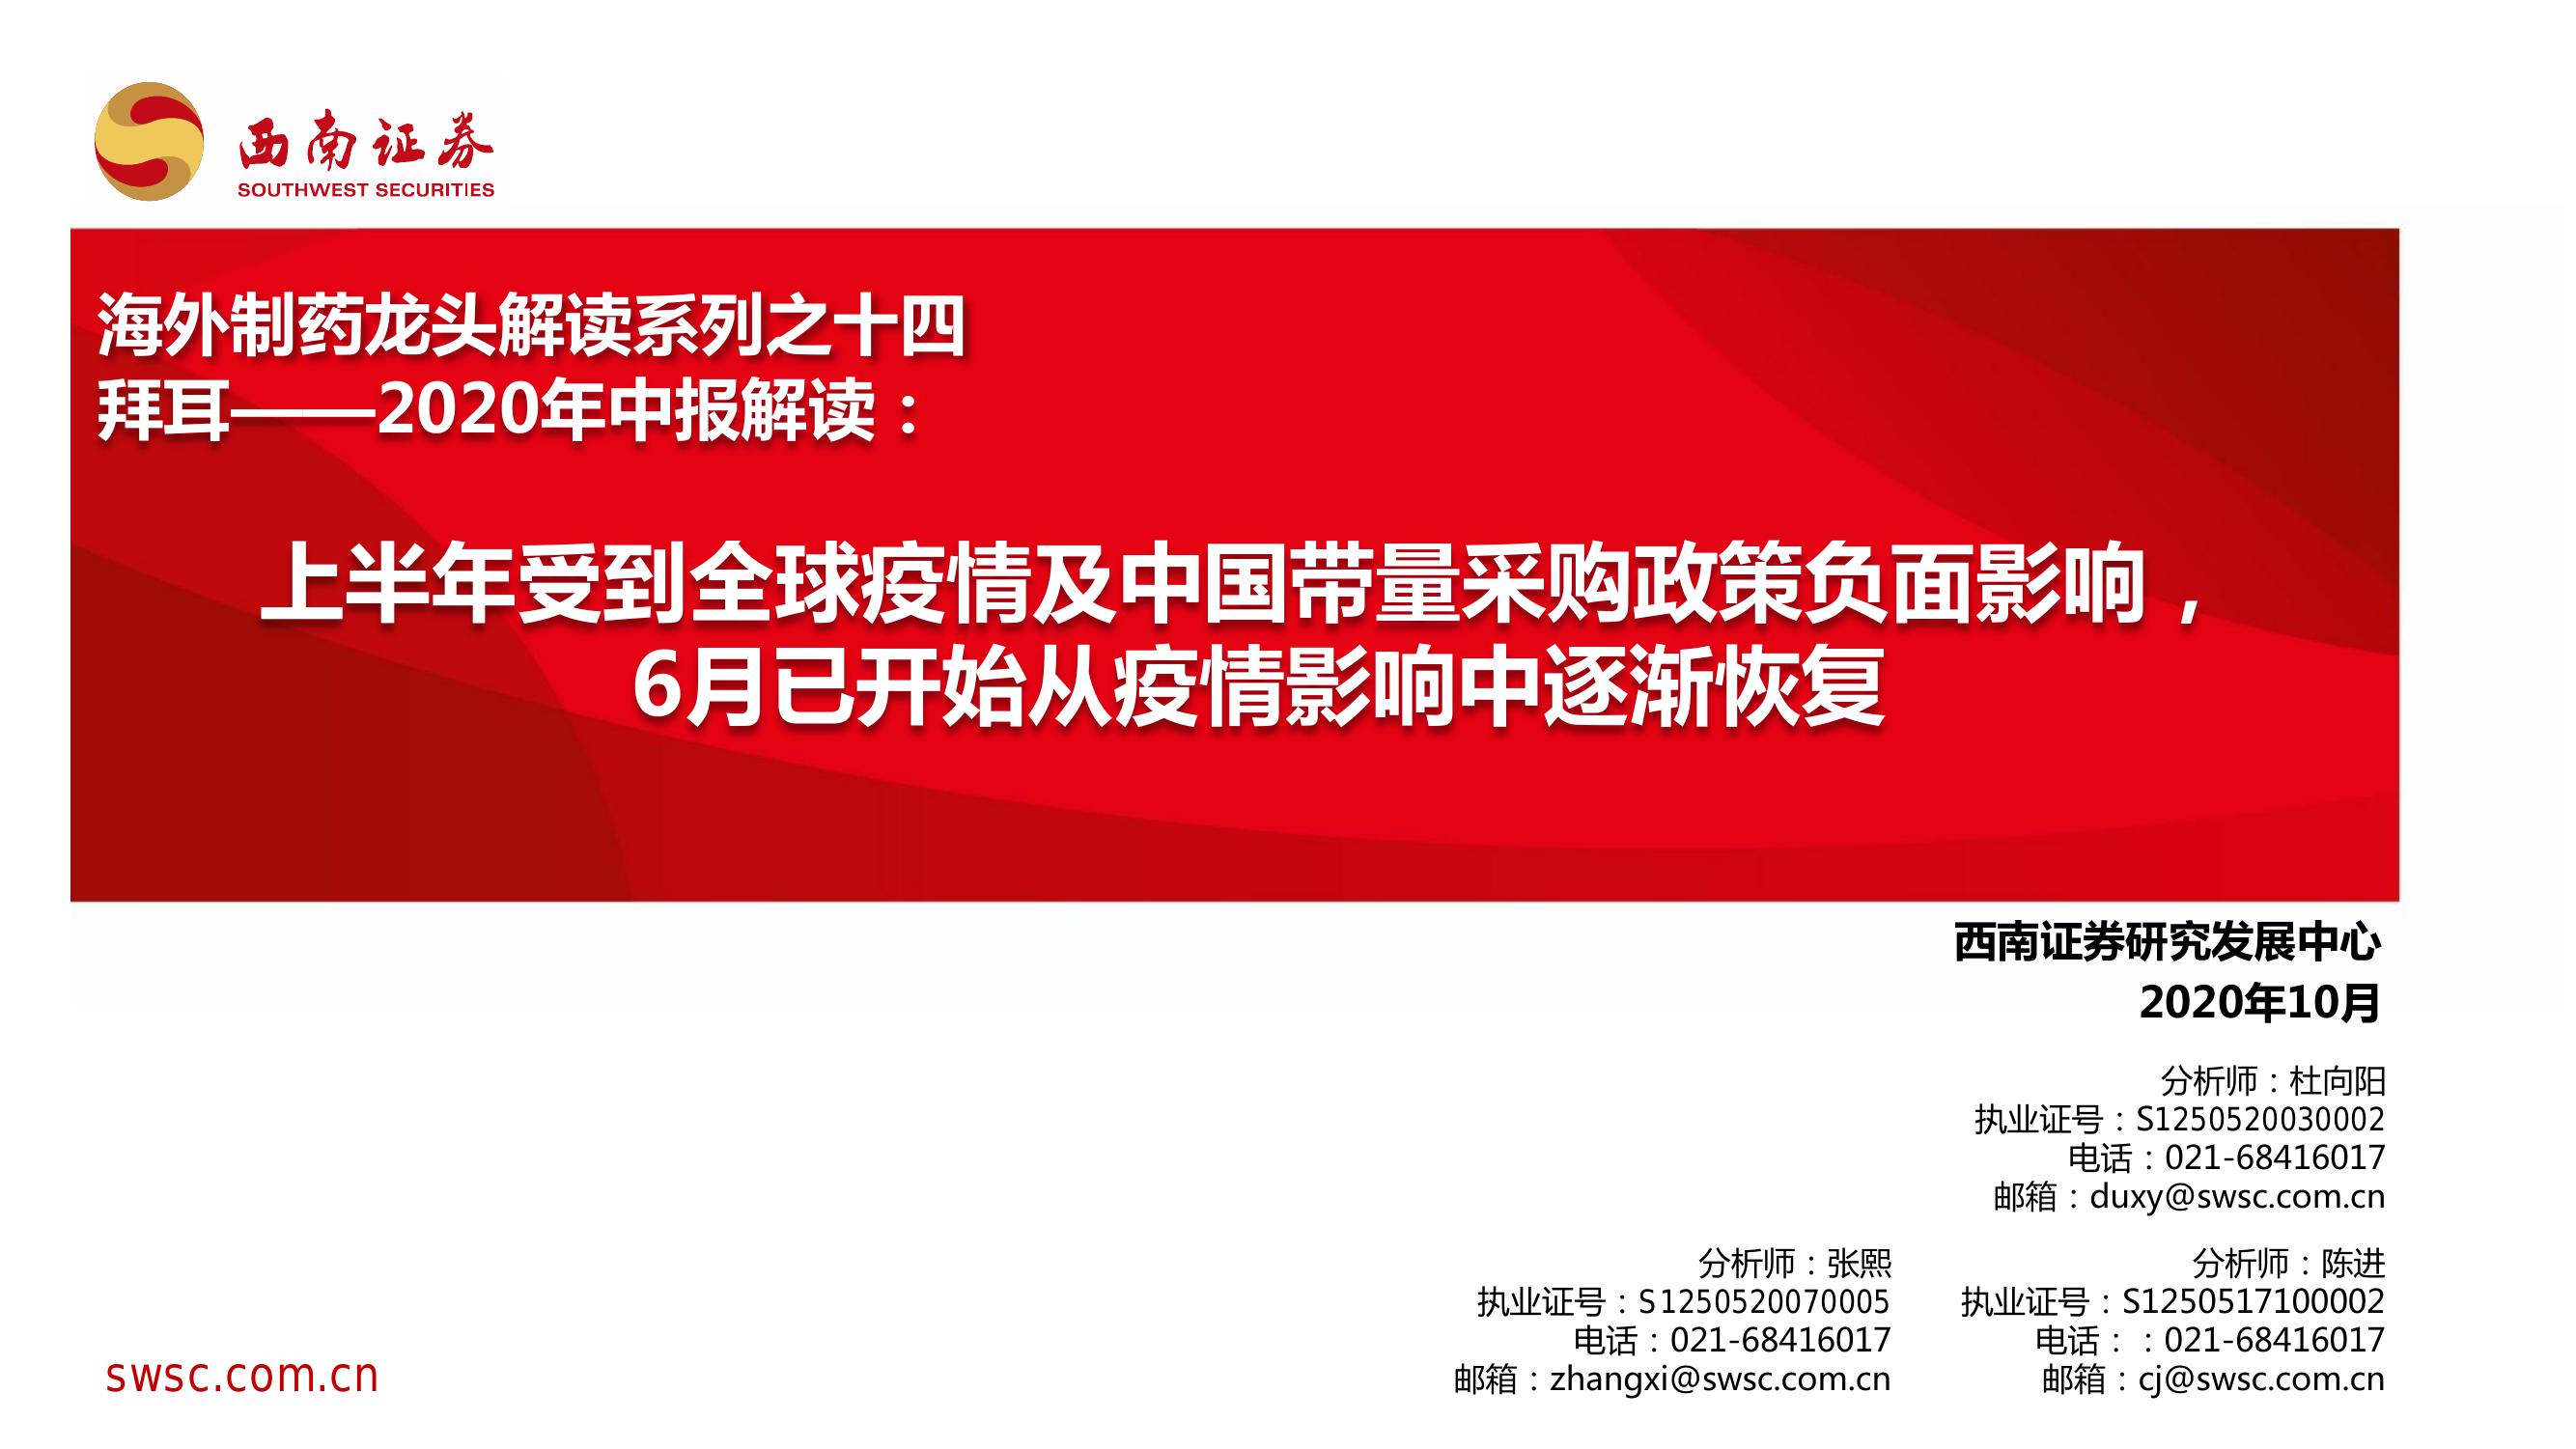 西南证券
SOUTHWEST SECURITIES
海外制药龙头解读系列之十四
拜耳——2020年中报解读：
上半年受到全球疫情及中国带量采购政策负面影响，
6月已开始从疫情影响中逐渐恢复
西南证券研究发展中心
2020年10月
分析师：杜向阳
执业证号：S1250520030002
电话：021-68416017
邮箱：duxy@swsc.com.cn
分析师：张熙
执业证号：S1250520070005
电话：021-68416017
邮箱：zhangxi@swsc.com.cn
分析师：陈进
执业证号：S1250517100002
电话：：021-68416017
邮箱：cj@swsc.com.cn
swsc.com.cn